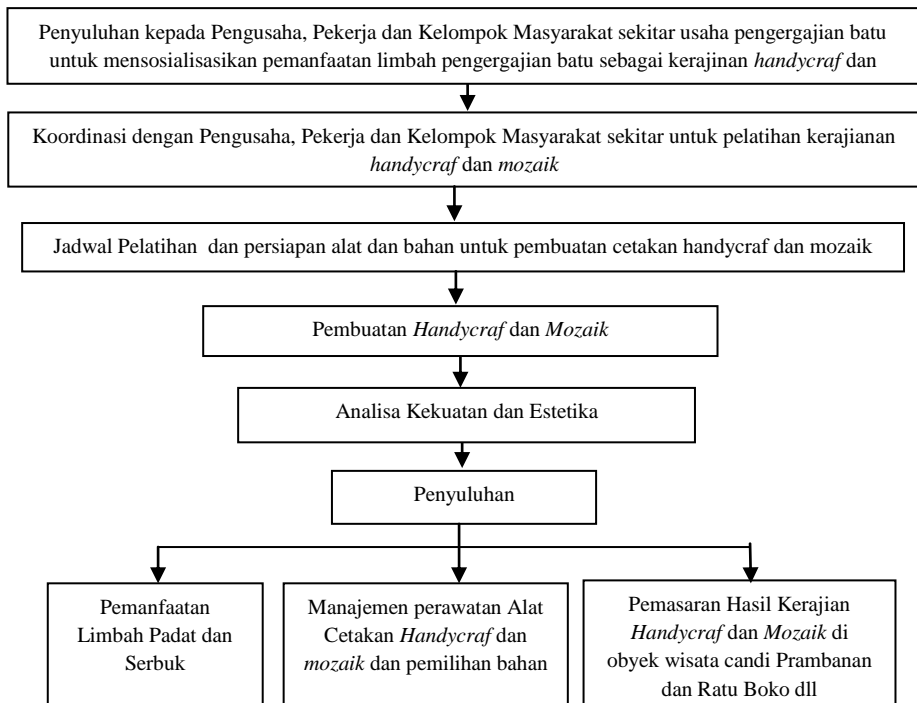 Penyuluhan kepada Pengusaha, Pekerja dan Kelompok Masyarakat sekitar usaha pengergajian batu
untuk mensosialisasikan pemanfaatan limbah pengergajian batu sebagai kerajinan handycraf dan
Koordinasi dengan Pengusaha, Pekerja dan Kelompok Masyarakat sekitar untuk pelatihan kerajianan
handycraf dan mozaik
Jadwal Pelatihan dan persiapan alat dan bahan untuk pembuatan cetakan handycraf dan mozaik
Pembuatan Handycraf dan Mozaik
Analisa Kekuatan dan Estetika
Penyuluhan
Pemanfaatan
Limbah Padat dan
Serbuk
Manajemen perawatan Alat
Cetakan Handycraf dan
mozaik dan pemilihan bahan
Pemasaran Hasil Kerajian
Handycraf dan Mozaik di
obyek wisata candi Prambanan
dan Ratu Boko dll